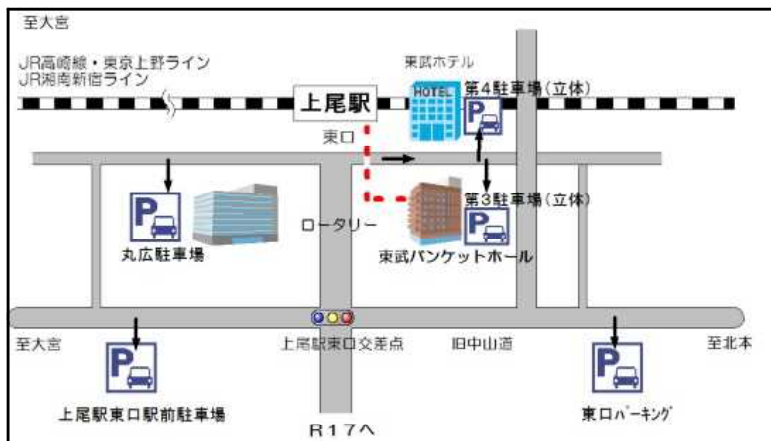 至大宮
JR高崎線・東京上野ライン
JR湘南新宿ライン
東武ホテル
HOTEL
第4駐車場(立体)
上尾駅
P
東口
第3駐車場(立体)
P
P
ロータリー
丸広駐車場
東武バンケットホール
至大宮
上尾駅東口交差点
旧中山道
至北本
P
P
上尾駅東口駅前駐車場
東口パーキング
R17へ